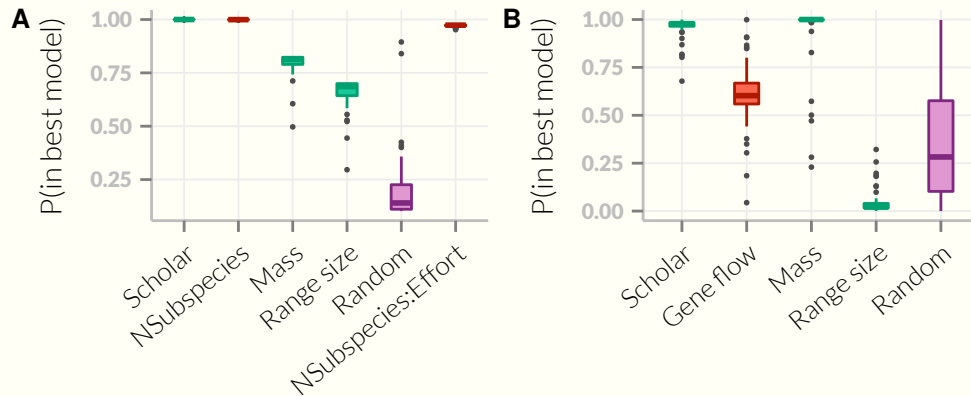 A
P(in best model)
1.00
0.75
0.50
0.25
Scholar
NSubspecies
Mass
Range size
Random
NSubspecies:Effort
B
P(in best model)
1.00
0.75
0.50
0.25
0.00
Scholar
Gene flow
Mass
Range size
Random